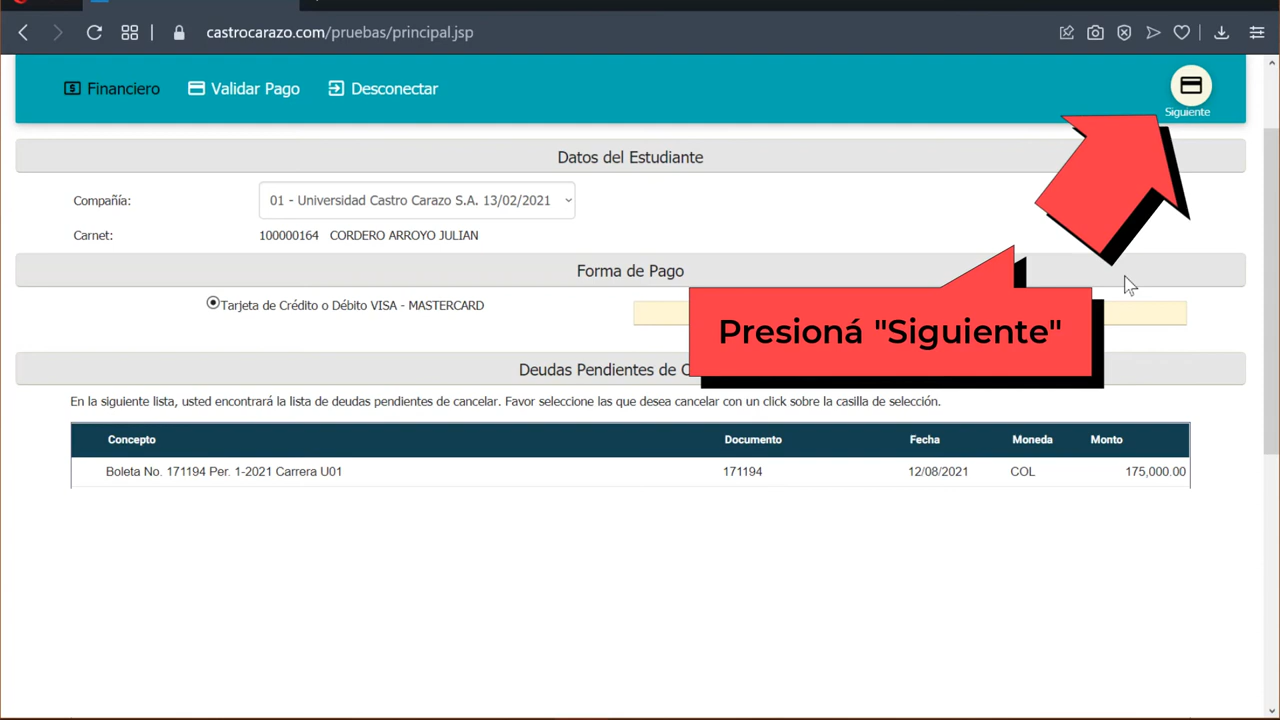 castrocarazo.com/pruebas/principal.jsp
Financiero Validar Pago Desconectar
Siguiente
Datos del Estudiante
Compañía: 01 - Universidad Castro Carazo S.A. 13/02/2021
Carnet: 100000164 CORDERO ARROYO JULIAN
Forma de Pago
Tarjeta de Crédito o Débito VISA - MASTERCARD
Presioná "Siguiente"
Deudas Pendientes de
En la siguiente lista, usted encontrará la lista de deudas pendientes de cancelar. Favor seleccione las que desea cancelar con un click sobre la casilla de selección.
Concepto Documento Fecha Moneda Monto
Boleta No. 171194 Per. 1-2021 Carrera U01 171194 12/08/2021 COL 175,000.00